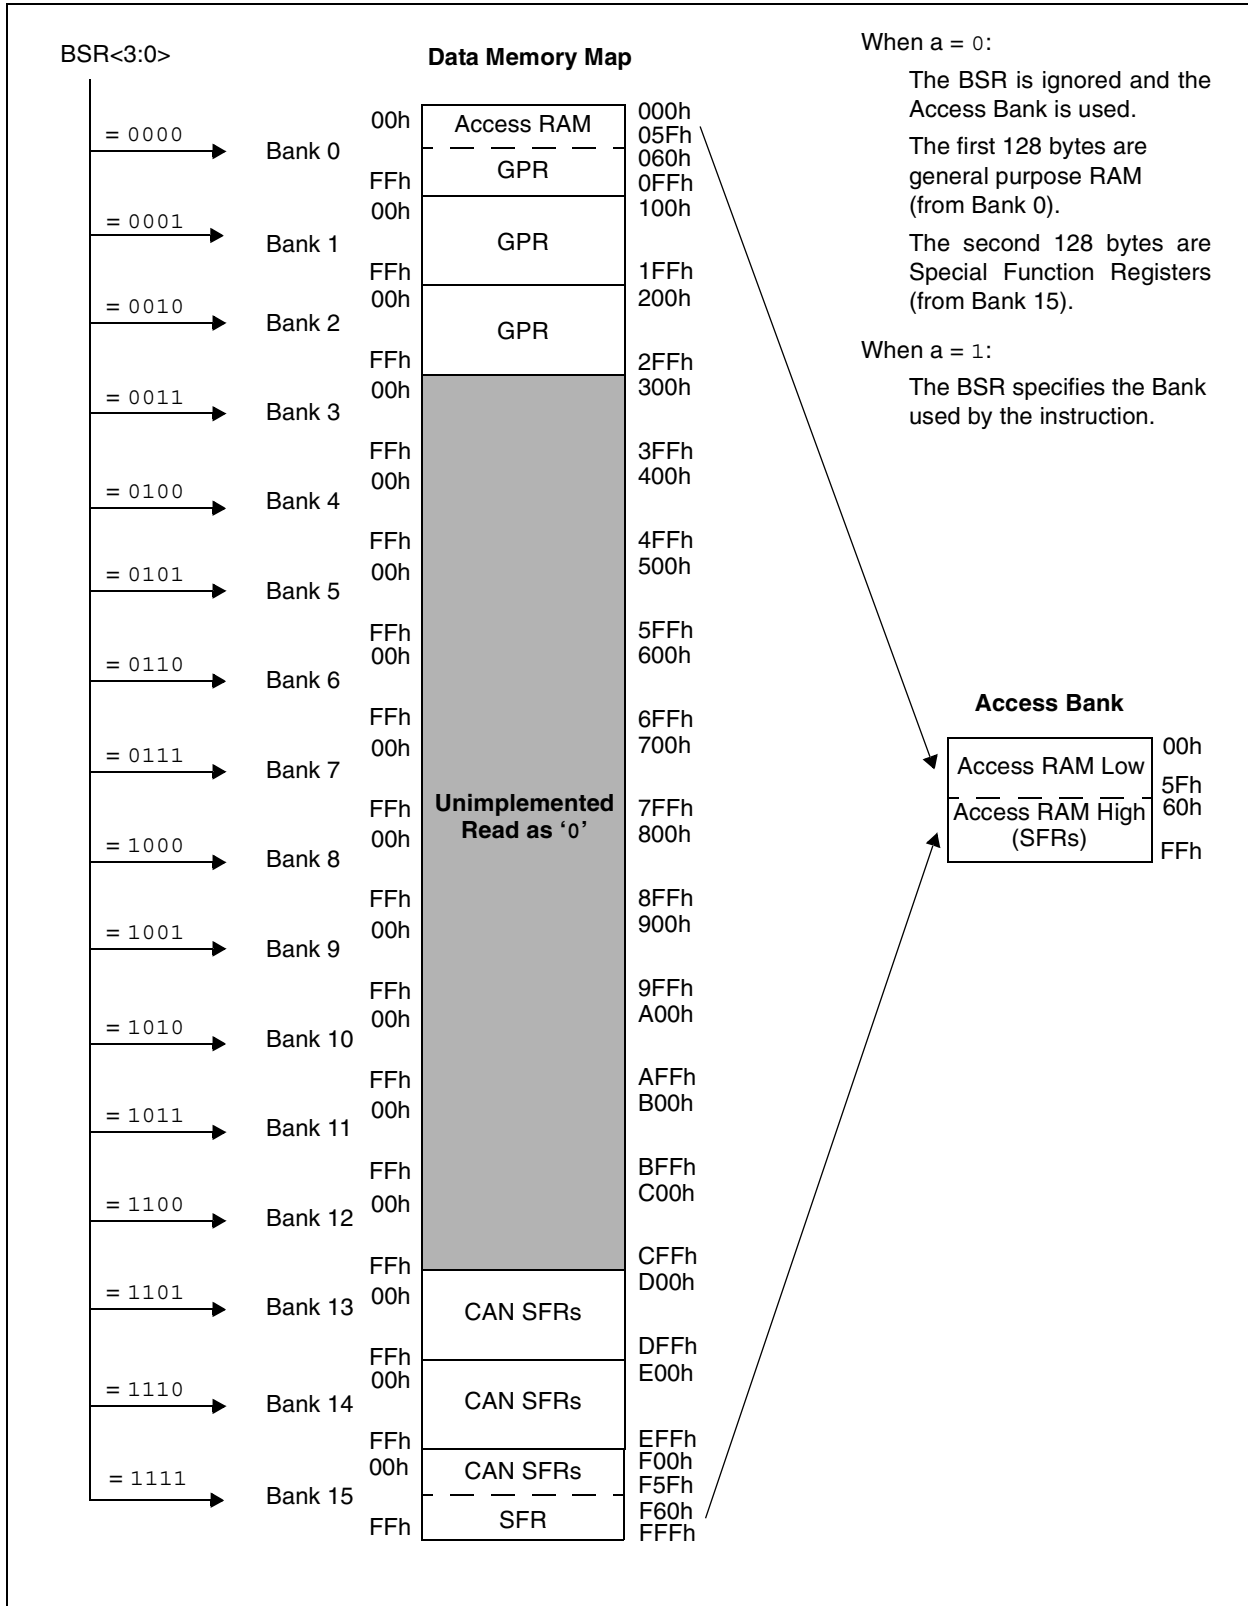 BSR<3:0>
Data Memory Map
When a = 0:
The BSR is ignored and the
Access Bank is used.
The first 128 bytes are
general purpose RAM
(from Bank 0).
The second 128 bytes are
Special Function Registers
(from Bank 15).
When a = 1:
The BSR specifies the Bank
used by the instruction.
= 0000
Bank 0
00h
Access RAM
000h
05Fh
060h
GPR
FFh
0FFh
= 0001
Bank 1
00h
100h
GPR
FFh
1FFh
= 0010
Bank 2
00h
200h
GPR
FFh
2FFh
= 0011
Bank 3
00h
300h
FFh
3FFh
= 0100
Bank 4
00h
400h
FFh
4FFh
= 0101
Bank 5
00h
500h
FFh
5FFh
= 0110
Bank 6
00h
600h
FFh
6FFh
= 0111
Bank 7
00h
700h
FFh
7FFh
Unimplemented
Read as ‘0’
= 1000
Bank 8
00h
800h
FFh
8FFh
= 1001
Bank 9
00h
900h
FFh
9FFh
= 1010
Bank 10
00h
A00h
FFh
AFFh
= 1011
Bank 11
00h
B00h
FFh
BFFh
= 1100
Bank 12
00h
C00h
FFh
CFFh
= 1101
Bank 13
00h
D00h
CAN SFRs
FFh
DFFh
= 1110
Bank 14
00h
E00h
CAN SFRs
FFh
EFFh
= 1111
Bank 15
00h
F00h
CAN SFRs
F5Fh
F60h
SFR
FFh
FFFh
Access Bank
Access RAM Low
00h
5Fh
Access RAM High
(SFRs)
60h
FFh